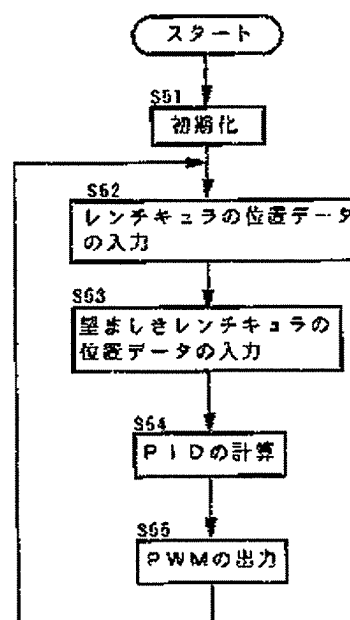 スタート
S51
初期化
S52
レンチキュラの位置データ
の入力
S53
望ましきレンチキュラの
位置データの入力
S54
PIDの計算
S55
PWMの出力